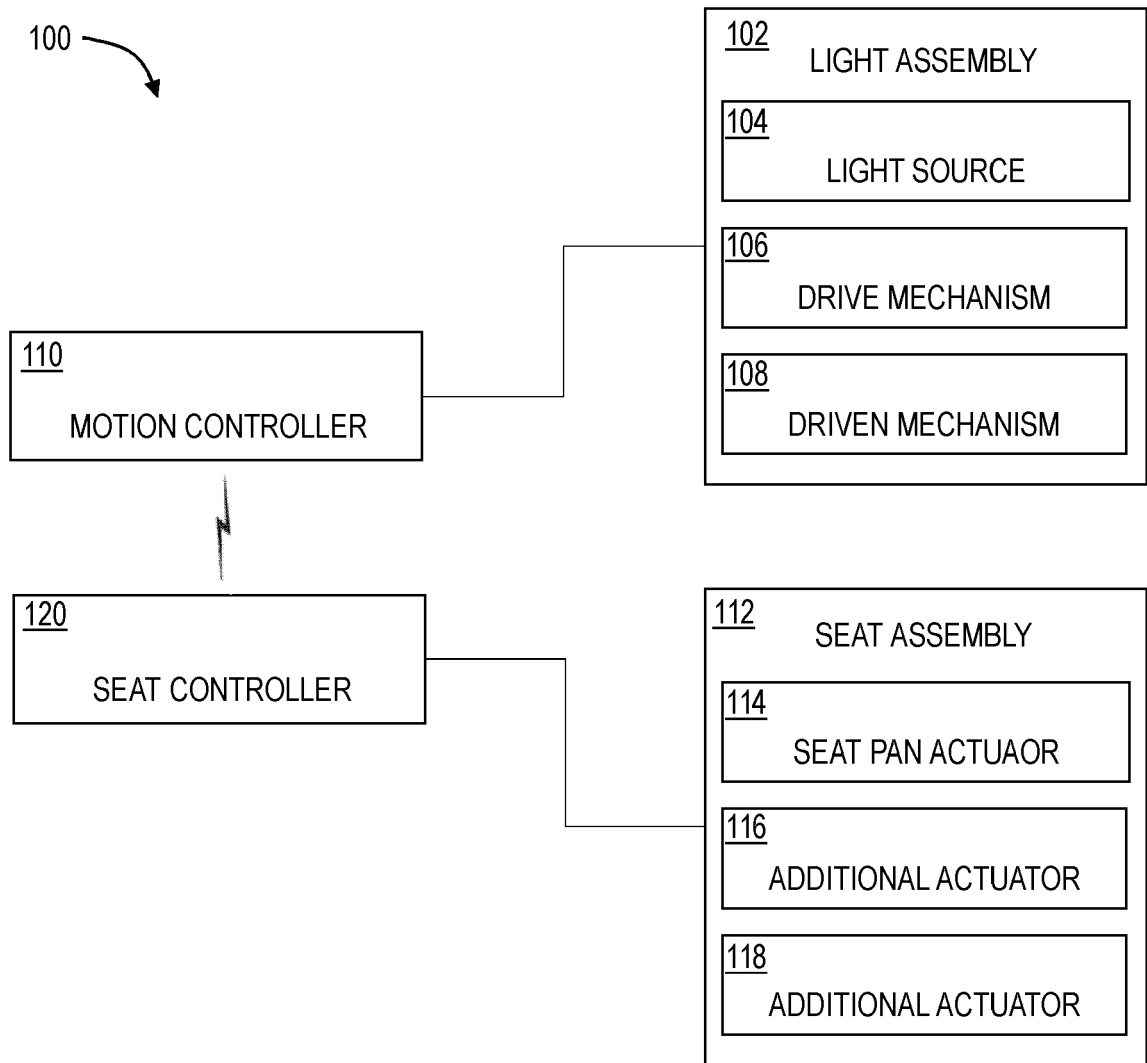 100
102
LIGHT ASSEMBLY
104
LIGHT SOURCE
106
DRIVE MECHANISM
108
DRIVEN MECHANISM
110
MOTION CONTROLLER
120
SEAT CONTROLLER
112
SEAT ASSEMBLY
114
SEAT PAN ACTUAOR
116
ADDITIONAL ACTUATOR
118
ADDITIONAL ACTUATOR